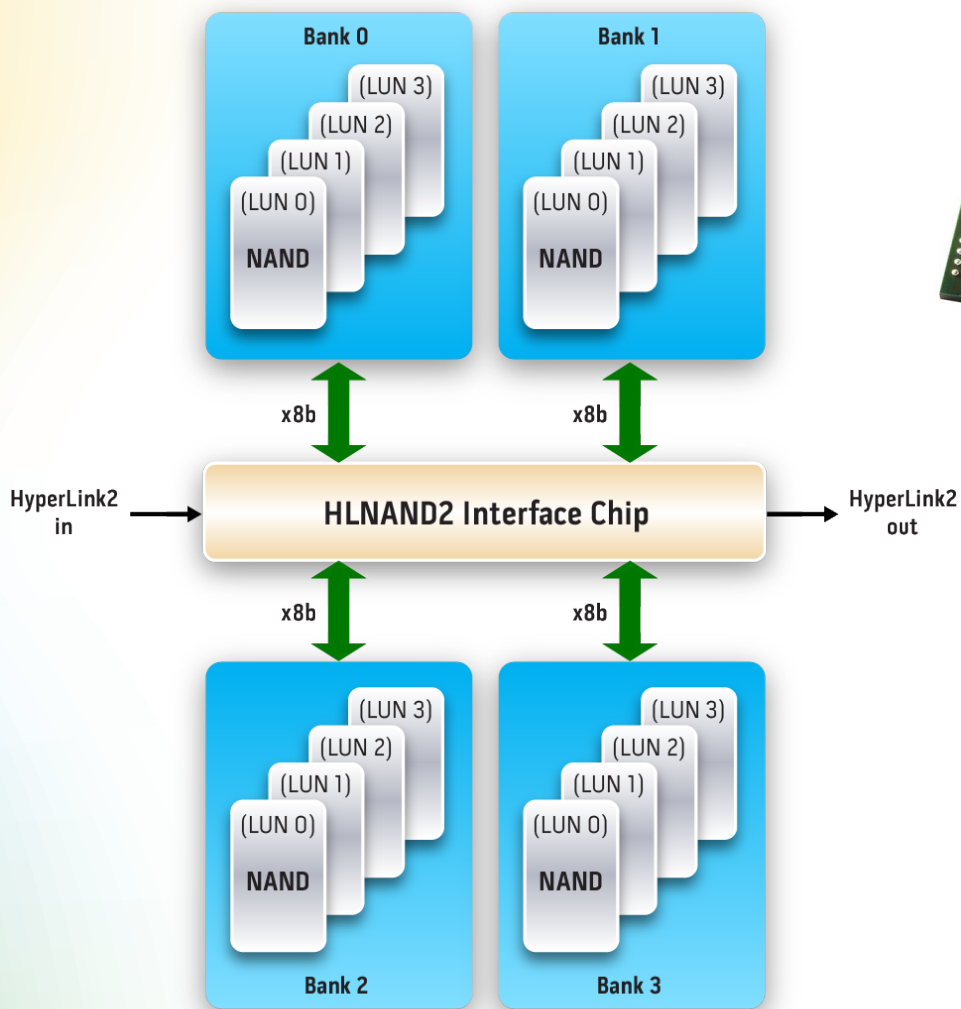 Bank 0
(LUN 3)
(LUN 2)
(LUN 1)
(LUN 0)
NAND
Bank 1
(LUN 3)
(LUN 2)
(LUN 1)
(LUN 0)
NAND
x8b
x8b
HyperLink2
in
HLNAND2 Interface Chip
HyperLink2
out
x8b
x8b
(LUN 3)
(LUN 2)
(LUN 1)
(LUN 0)
NAND
Bank 2
(LUN 3)
(LUN 2)
(LUN 1)
(LUN 0)
NAND
Bank 3